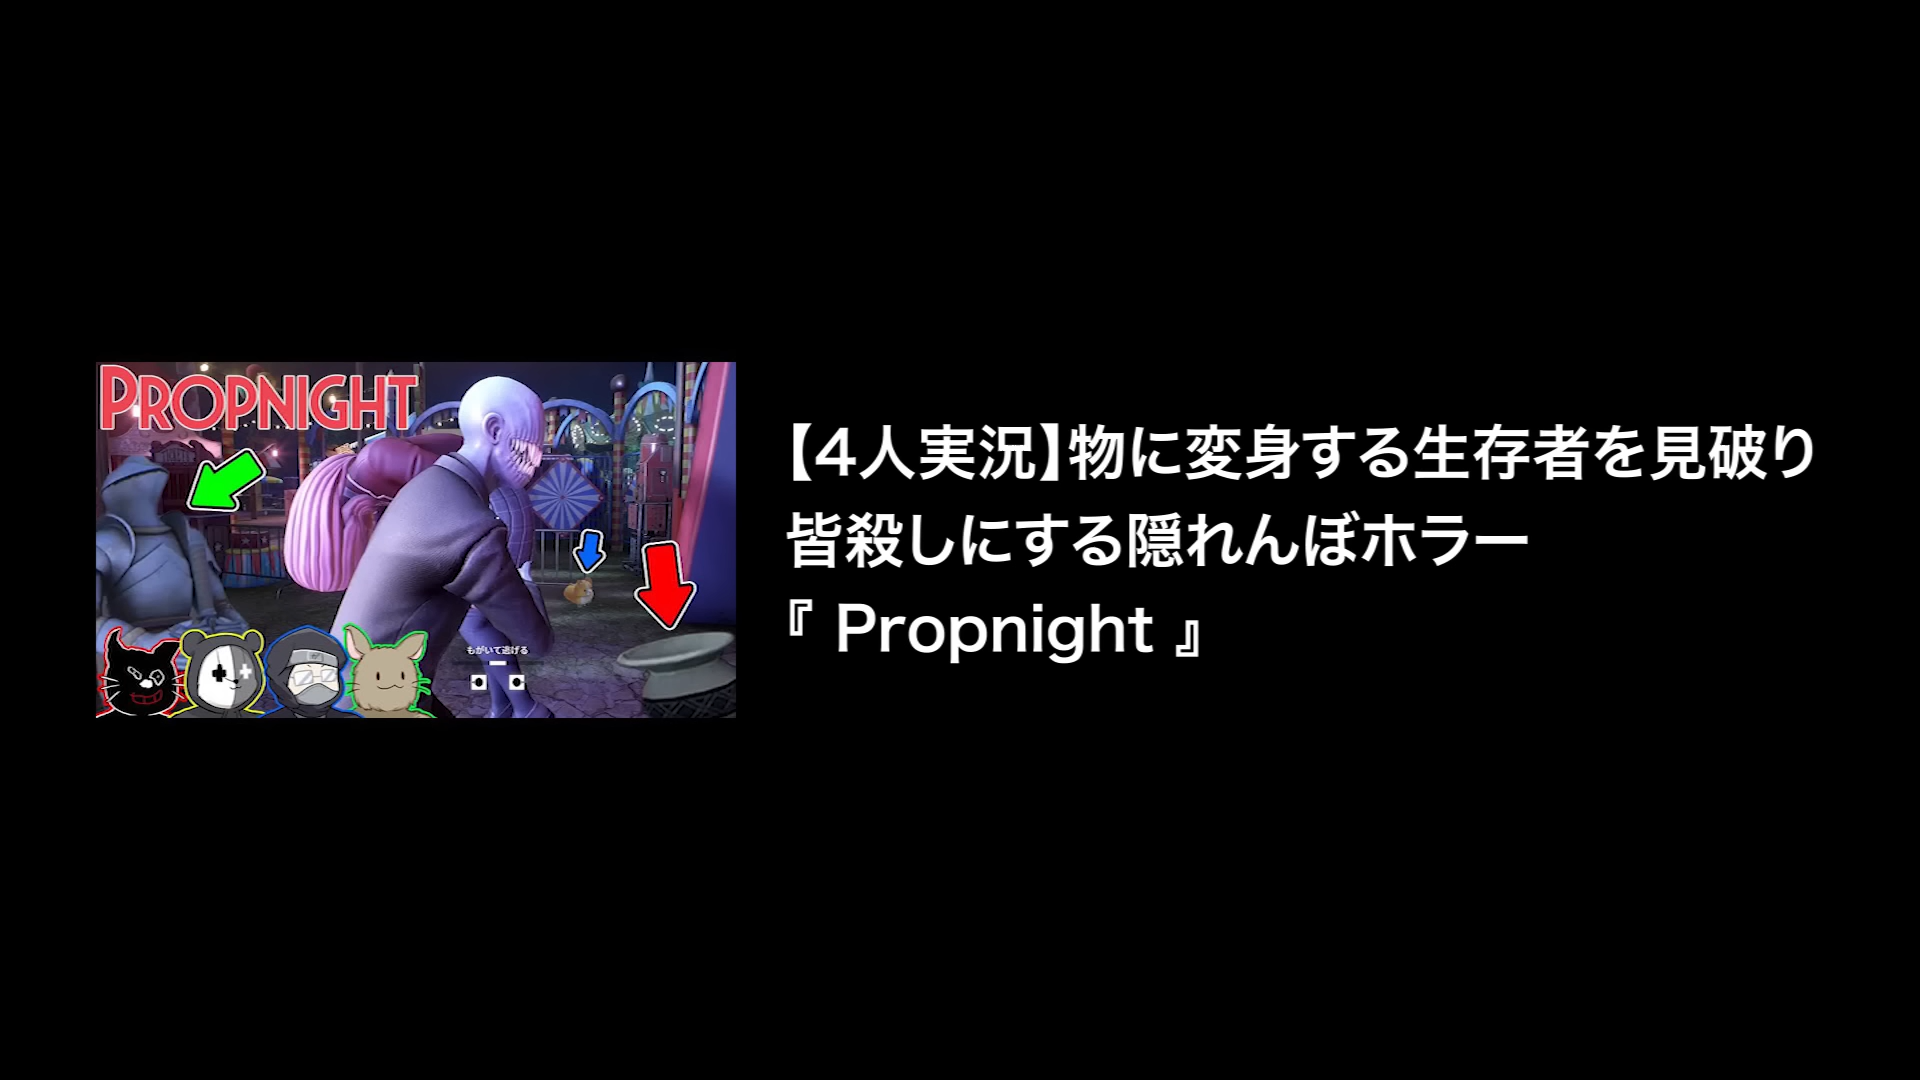 PROPNIGHT
もがいて逃げる
【4人実況】物に変身する生存者を見破り
皆殺しにする隠れんぼホラー
『 Propnight 』